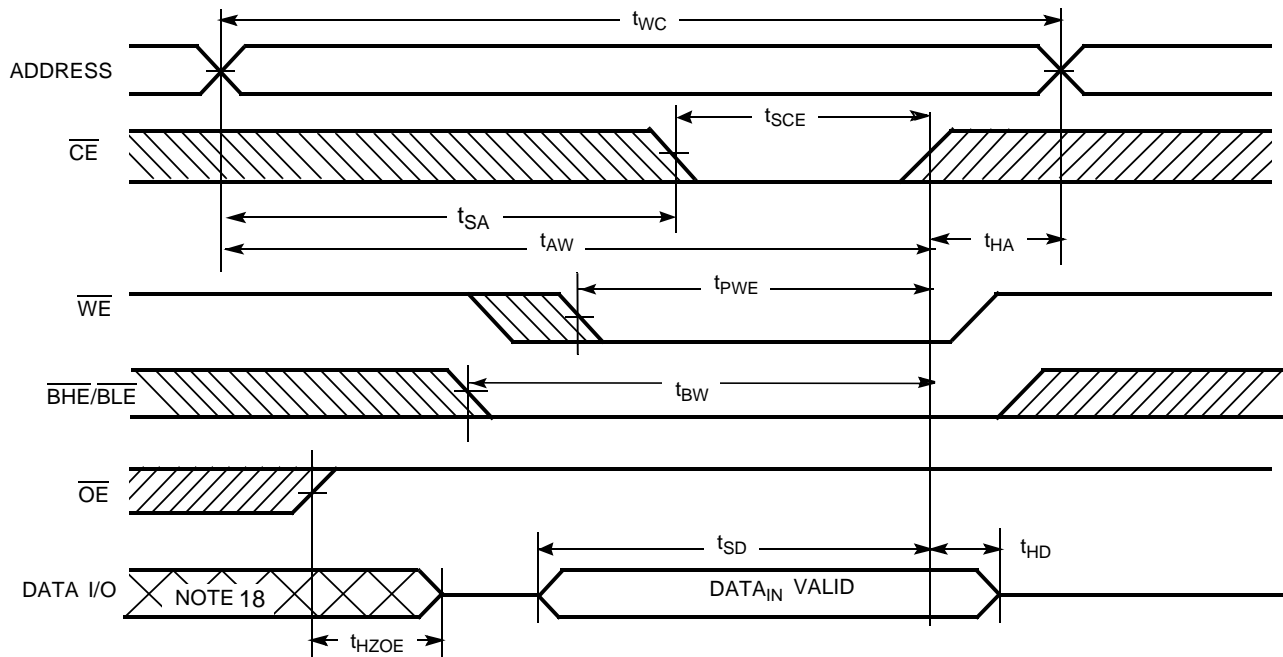 tWC
ADDRESS
tSCE
CE
tSA
tAW
tHA
tPWE
WE
tBW
BHE/BLE
OE
tSD
tHD
DATA I/O
NOTE 18
DATAIN VALID
tHZOE